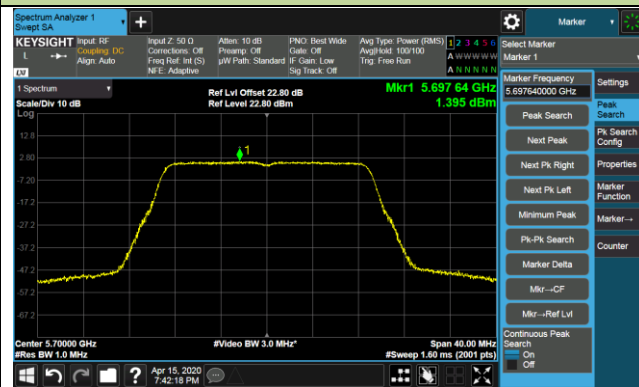 Spectrum Analyzer 1
Swept SA
Marker
KEYSIGHT
L
LXI
Input: RF
Coupling: DC
Align: Auto
Input Z: 50 Ω
Corrections: Off
Freq Ref: Int (S)
NFE: Adaptive
Atten: 10 dB
Preamp: Off
µW Path: Standard
PNO: Best Wide
Gate: Off
IF Gain: Low
Sig Track: Off
Avg Type: Power (RMS)
Avg|Hold: 100/100
Trig: Free Run
1 2 3 4 5 6
A W W W W W
A N N N N N
Select Marker
Marker 1
1 Spectrum
Scale/Div 10 dB
Log
Ref Lvl Offset 22.80 dB
Ref Level 22.80 dBm
Mkr1 5.697 64 GHz
1.395 dBm
12.8
2.80
-7.20
-17.2
-27.2
-37.2
-47.2
-57.2
-67.2
1
Center 5.70000 GHz
#Res BW 1.0 MHz
#Video BW 3.0 MHz*
Span 40.00 MHz
#Sweep 1.60 ms (2001 pts)
Marker Frequency
5.697640000 GHz
Peak Search
Next Peak
Next Pk Right
Next Pk Left
Minimum Peak
Pk-Pk Search
Marker Delta
Mkr→CF
Mkr→Ref Lvl
Continuous Peak
Search
On
Off
Settings
Peak
Search
Pk Search
Config
Properties
Marker
Function
Marker→
Counter
Apr 15, 2020
7:42:18 PM